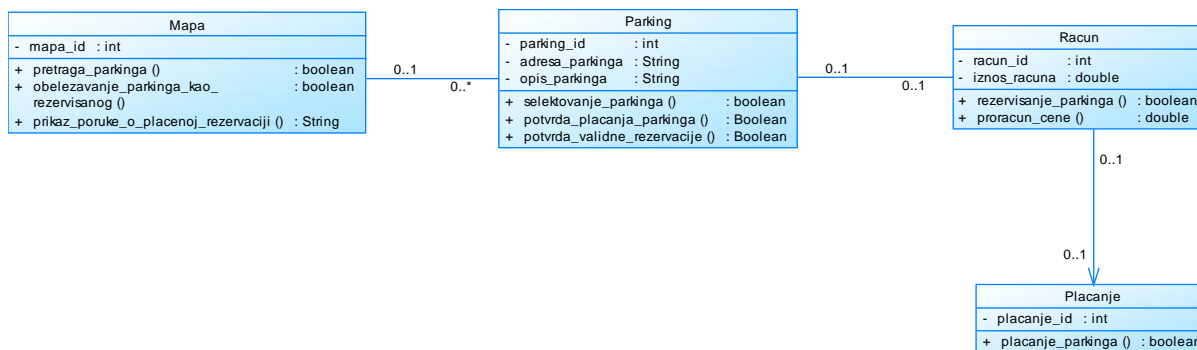 Mapa
- mapa_id : int
+ pretraga_parkinga () : boolean
+ obelezavanje_parkinga_kao_ : boolean
rezervisanog ()
+ prikaz_poruke_o_placenoj_rezervaciji () : String
0..1
0..*
Parking
- parking_id : int
- adresa_parkinga : String
- opis_parkinga : String
+ selektovanje_parkinga () : boolean
+ potvrda_placanja_parkinga () : Boolean
+ potvrda_validne_rezervacije () : Boolean
0..1
0..1
Racun
- racun_id : int
- iznos_racuna : double
+ rezervisanje_parkinga () : boolean
+ proracun_cene () : double
0..1
0..1
Placanje
- placanje_id : int
+ placanje_parkinga () : boolean